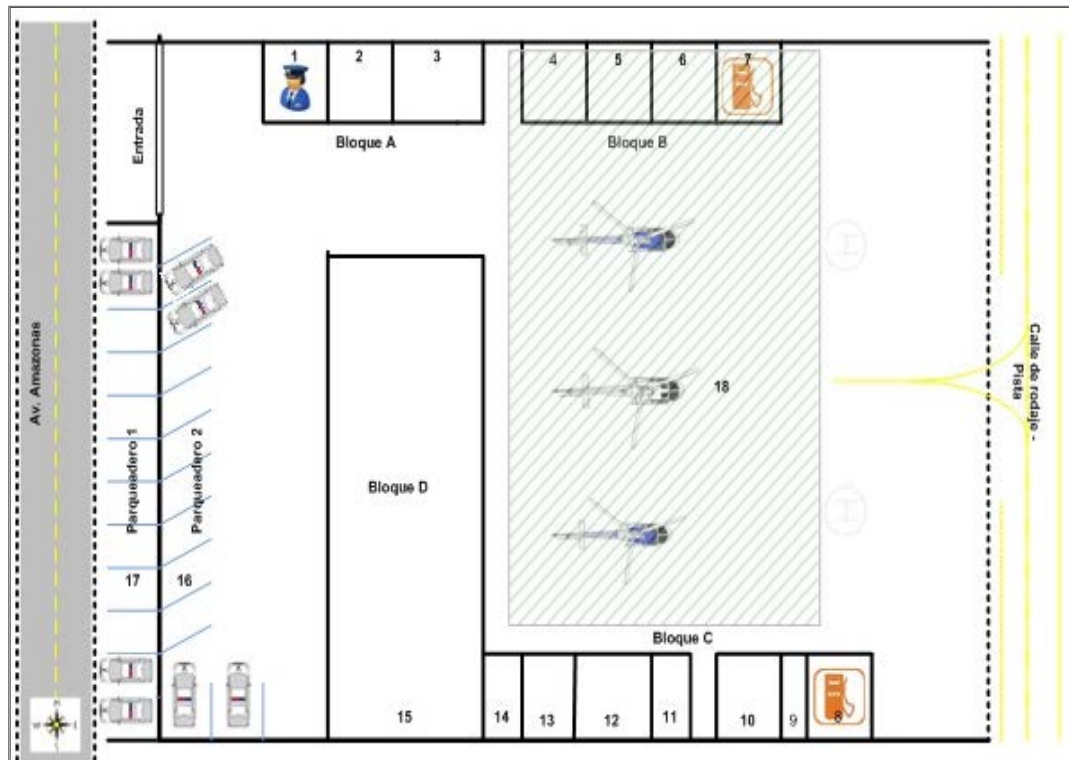 1
2
3
4
5
6
7
Bloque A
Bloque B
Entrada
H
Av. Amazonas
Parqueadero 1
Parqueadero 2
Bloque D
18
Calle de rodaje -
Pista
H
17
16
Bloque C
15
14
13
12
11
10
9
8